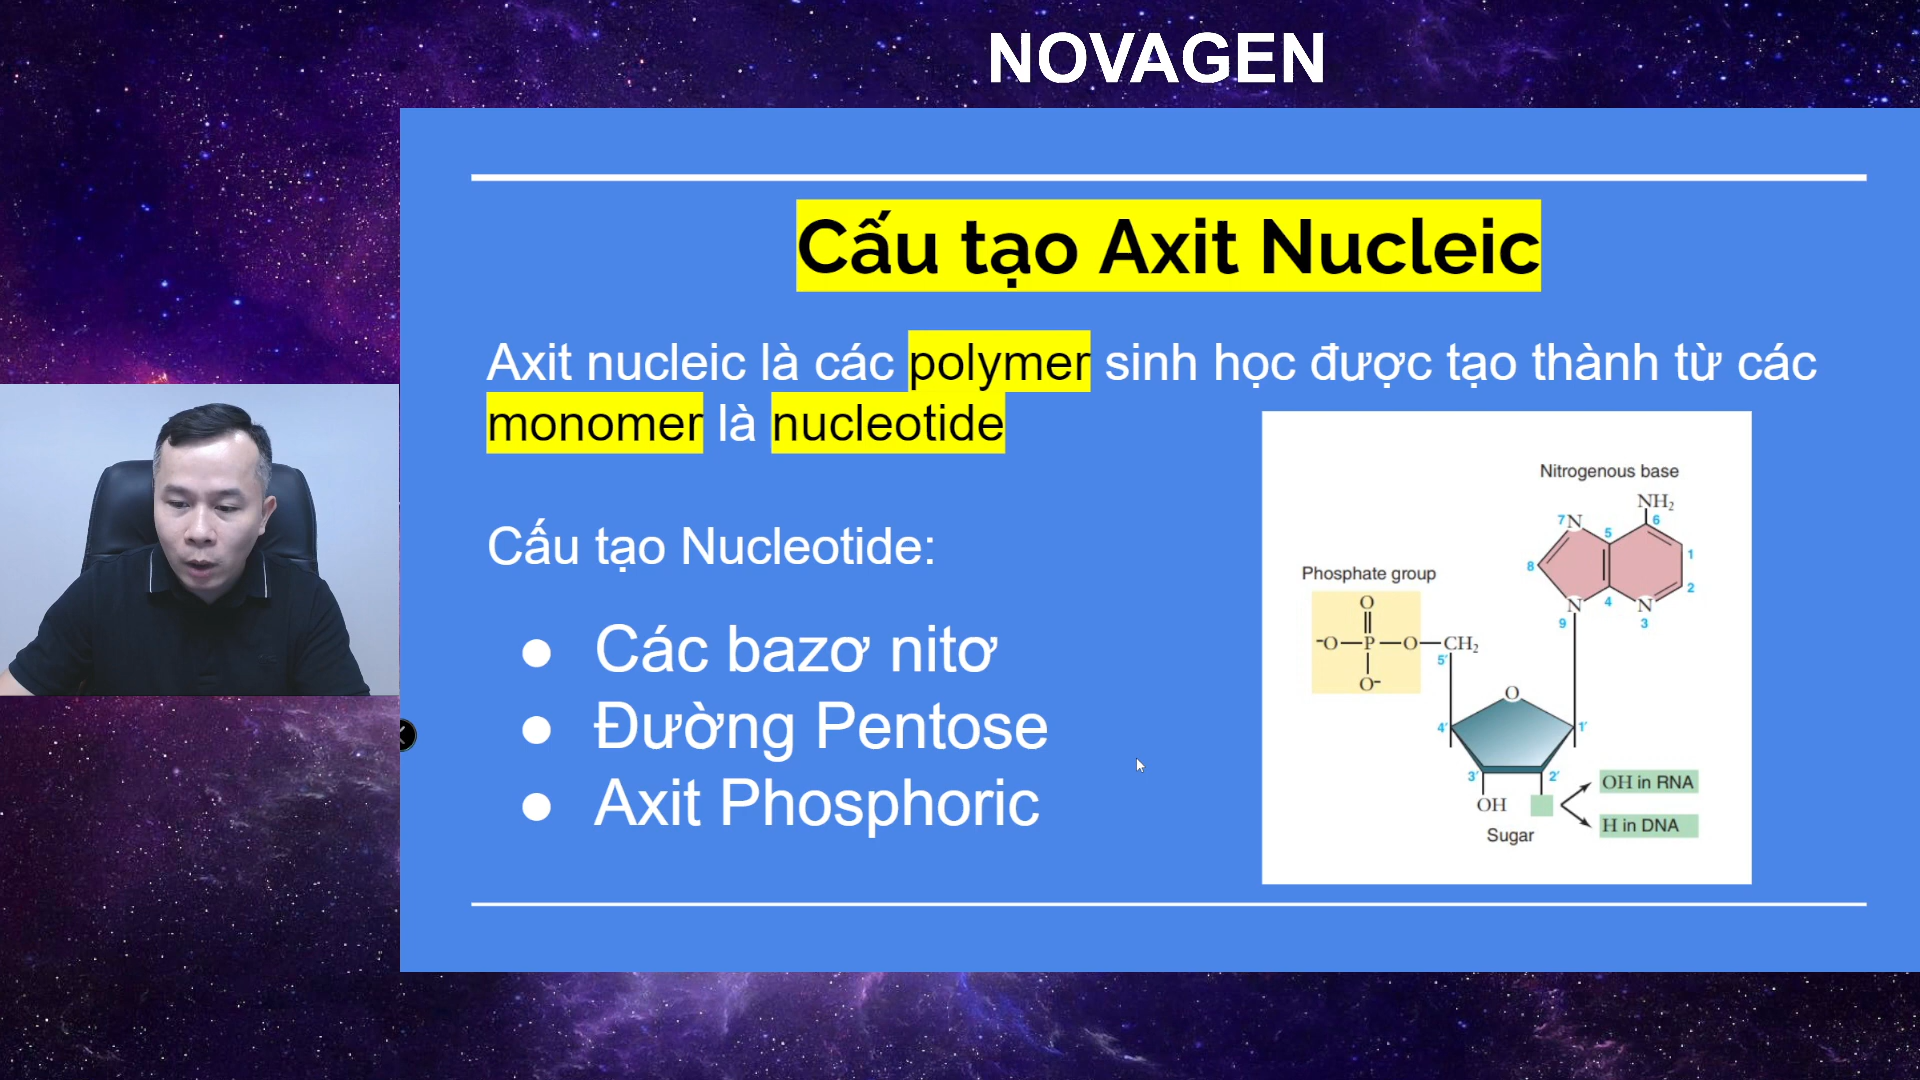 NOVAGEN
Cấu tạo Axit Nucleic
Axit nucleic là các polymer sinh học được tạo thành từ các
monomer là nucleotide
Cấu tạo Nucleotide:
● Các bazơ nitơ
● Đường Pentose
● Axit Phosphoric
Nitrogenous base
NH₂
7 N
6
5
1
8
2
4
N
N
9
3
Phosphate group
O
⁻O—P—O—CH₂
5′
O⁻
O
4′
1′
3′
2′
OH
OH in RNA
H in DNA
Sugar